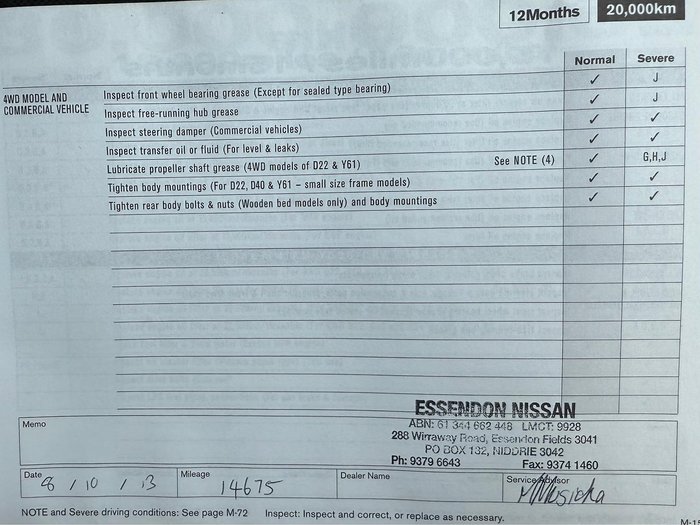 12Months 20,000km
Normal Severe
4WD MODEL AND
COMMERCIAL VEHICLE
Inspect front wheel bearing grease (Except for sealed type bearing) ✓ J
Inspect free-running hub grease ✓ J
Inspect steering damper (Commercial vehicles) ✓ ✓
Inspect transfer oil or fluid (For level & leaks) ✓ ✓
Lubricate propeller shaft grease (4WD models of D22 & Y61) See NOTE (4) ✓ G,H,J
Tighten body mountings (For D22, D40 & Y61 – small size frame models) ✓ ✓
Tighten rear body bolts & nuts (Wooden bed models only) and body mountings ✓ ✓
ESSENDON NISSAN
ABN: 61 344 662 448 LMCT: 9928
288 Wirraway Road, Essendon Fields 3041
PO BOX 132, NIDDRIE 3042
Ph: 9379 6643 Fax: 9374 1460
Memo
Date 8 / 10 / 13
Mileage 14675
Dealer Name
Service Advisor
NOTE and Severe driving conditions: See page M-72 Inspect: Inspect and correct, or replace as necessary.